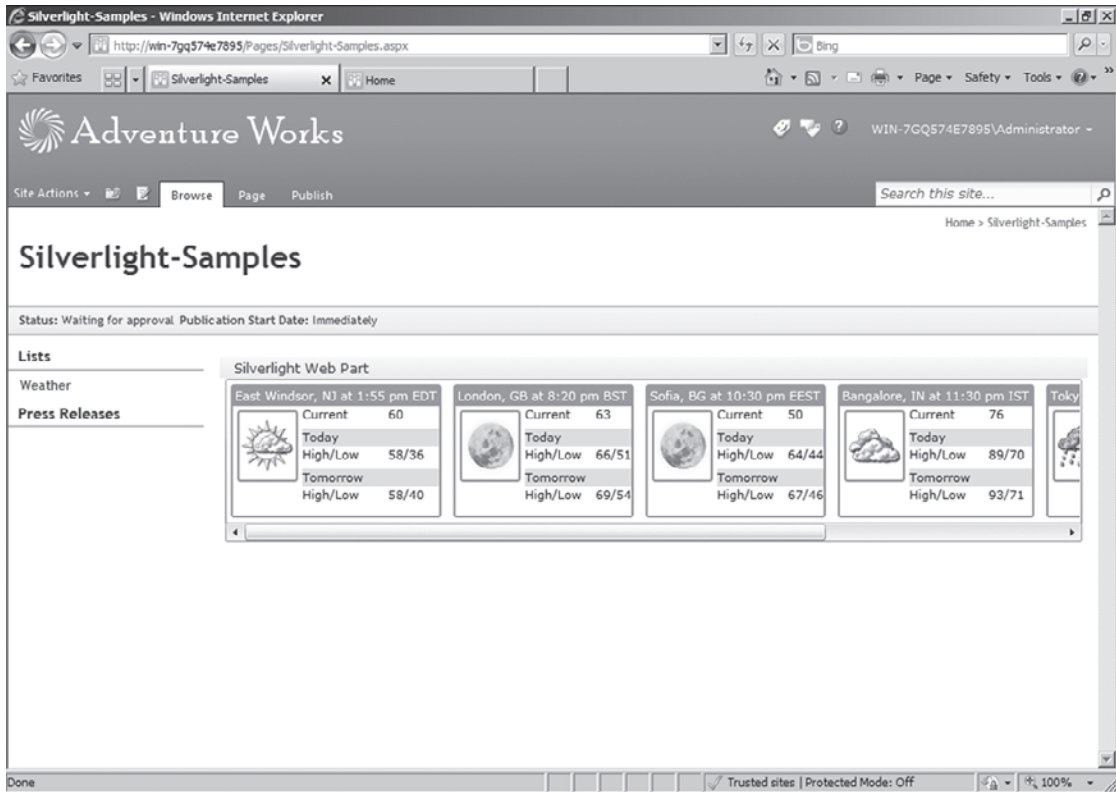 Silverlight-Samples - Windows Internet Explorer
http://win-7gq574e7895/Pages/Silverlight-Samples.aspx
Bing
Favorites
Silverlight-Samples
Home
Page
Safety
Tools
Adventure Works
WIN-7GQ574E7895\Administrator
Site Actions
Browse
Page
Publish
Search this site...
Home > Silverlight-Samples
Silverlight-Samples
Status: Waiting for approval Publication Start Date: Immediately
Lists
Weather
Press Releases
Silverlight Web Part
East Windsor, NJ at 1:55 pm EDT
Current 60
Today
High/Low 58/36
Tomorrow
High/Low 58/40
London, GB at 8:20 pm BST
Current 63
Today
High/Low 66/51
Tomorrow
High/Low 69/54
Sofia, BG at 10:30 pm EEST
Current 50
Today
High/Low 64/44
Tomorrow
High/Low 67/46
Bangalore, IN at 11:30 pm IST
Current 76
Today
High/Low 89/70
Tomorrow
High/Low 93/71
Toky
Done
Trusted sites | Protected Mode: Off
100%